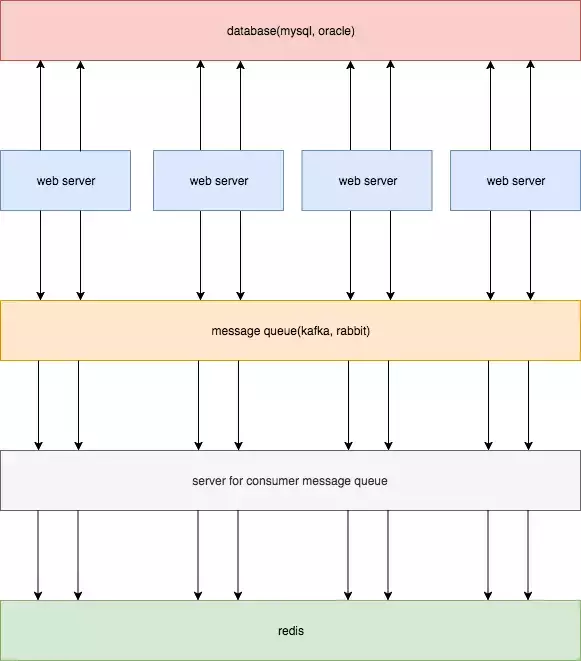 database(mysql, oracle)
web server
web server
web server
web server
message queue(kafka, rabbit)
server for consumer message queue
redis